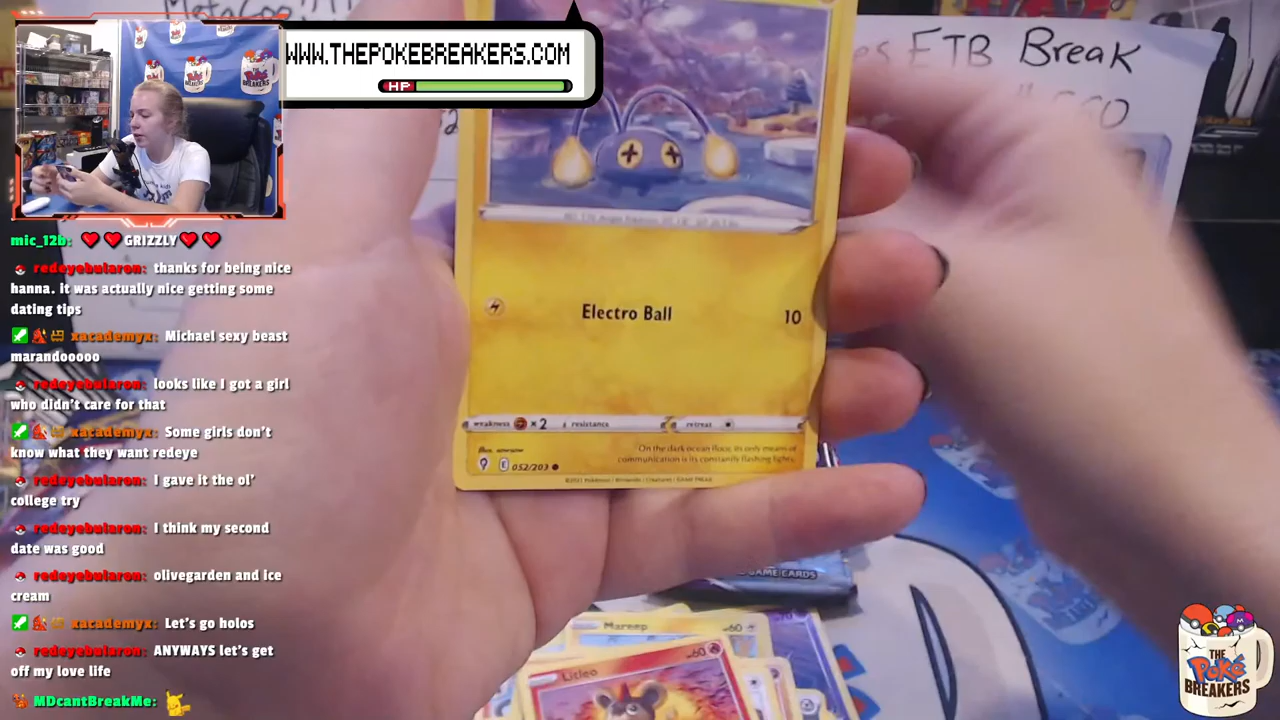 MetaCoo
WWW.THEPOKEBREAKERS.COM
HP
es ETB Break
mic_12b: GRIZZLY
redeyebularon: thanks for being nice
hanna. it was actually nice getting some
dating tips
xacademyx: Michael sexy beast
marandooooo
redeyebularon: looks like I got a girl
who didn't care for that
xacademyx: Some girls don't
know what they want redeye
redeyebularon: I gave it the ol'
college try
redeyebularon: I think my second
date was good
redeyebularon: olivegarden and ice
cream
xacademyx: Let's go holos
redeyebularon: ANYWAYS let's get
off my love life
MDcantBreakMe:
Electro Ball 10
weakness ×2 resistance retreat
On the dark ocean floor, its only means of
communication is its constantly flashing lights.
E 052/203
GAME CARDS
Mareep 60
Litleo 60
THE
Poké
BREAKERS